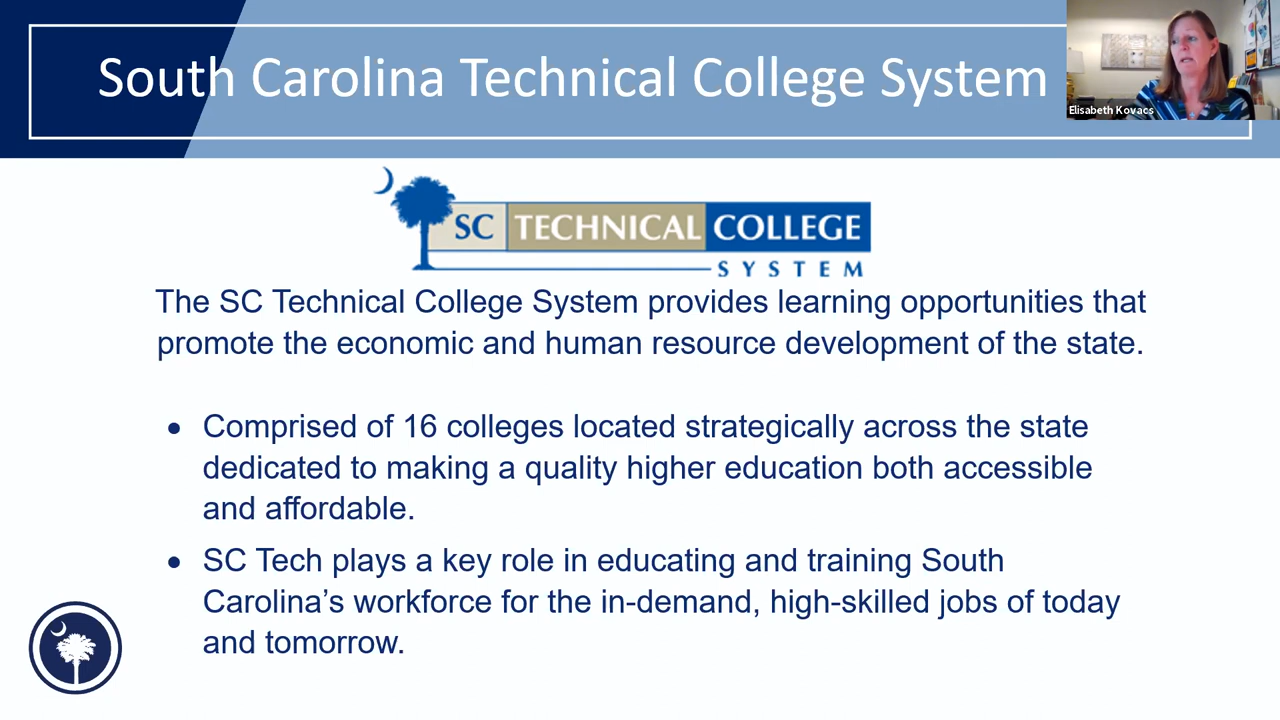 South Carolina Technical College System
Elisabeth Kovacs
SC TECHNICAL COLLEGE
SYSTEM
The SC Technical College System provides learning opportunities that
promote the economic and human resource development of the state.
• Comprised of 16 colleges located strategically across the state
dedicated to making a quality higher education both accessible
and affordable.
• SC Tech plays a key role in educating and training South
Carolina’s workforce for the in-demand, high-skilled jobs of today
and tomorrow.